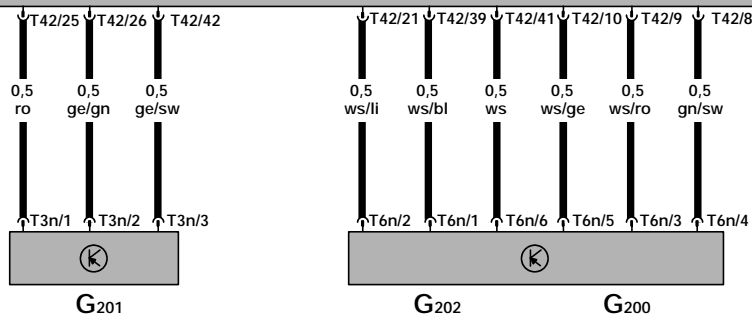 T42/25 T42/26 T42/42 T42/21 T42/39 T42/41 T42/10 T42/9 T42/8
0,5 0,5 0,5 0,5 0,5 0,5 0,5 0,5 0,5
ro ge/gn ge/sw ws/li ws/bl ws ws/ge ws/ro gn/sw
T3n/1 T3n/2 T3n/3 T6n/2 T6n/1 T6n/6 T6n/5 T6n/3 T6n/4
G201 G202 G200